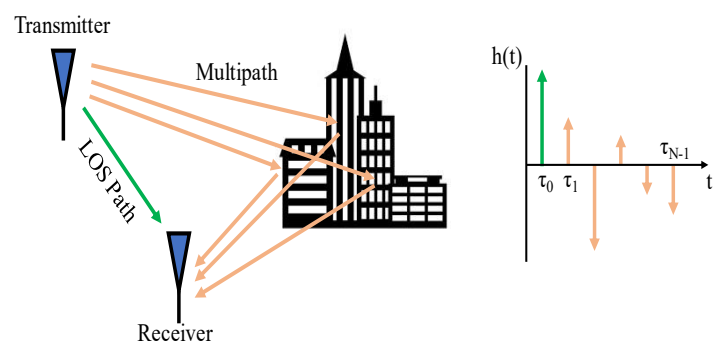 Transmitter
Multipath
LOS Path
Receiver
h(t)
τ0 τ1
τN-1
t